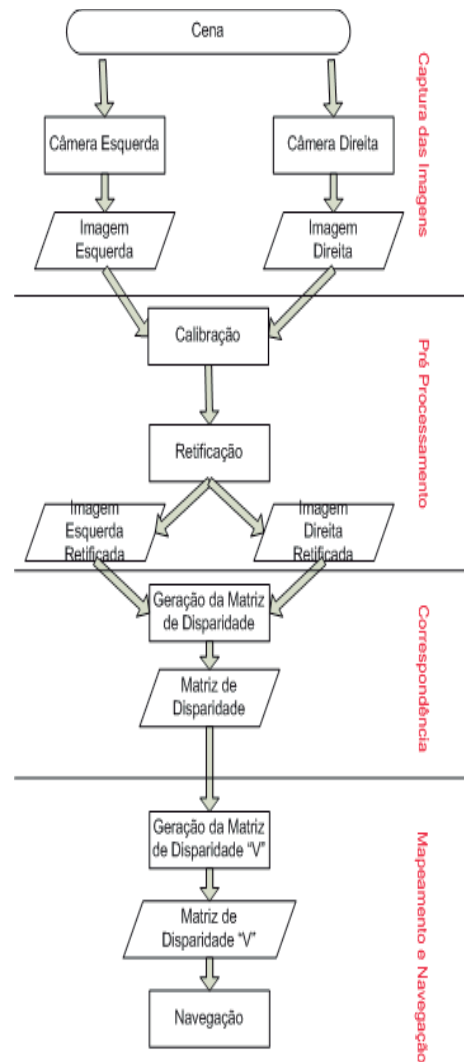 Cena
Captura das Imagens
Câmera Esquerda
Câmera Direita
Imagem
Esquerda
Imagem
Direita
Pré Processamento
Calibração
Retificação
Imagem
Esquerda
Retificada
Imagem
Direita
Retificada
Correspondência
Geração da Matriz
de Disparidade
Matriz de
Disparidade
Mapeamento e Navegação
Geração da Matriz
de Disparidade “V”
Matriz de
Disparidade “V”
Navegação